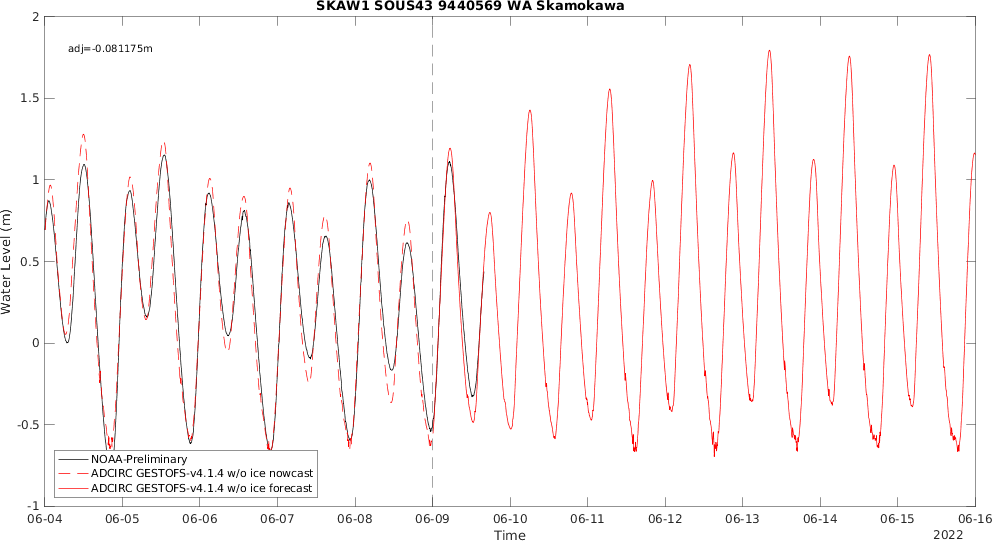 SKAW1 SOUS43 9440569 WA Skamokawa
adj=-0.081175m
Water Level (m)
2
1.5
1
0.5
0
-0.5
-1
NOAA-Preliminary
ADCIRC GESTOFS-v4.1.4 w/o ice nowcast
ADCIRC GESTOFS-v4.1.4 w/o ice forecast
06-04 06-05 06-06 06-07 06-08 06-09 06-10 06-11 06-12 06-13 06-14 06-15 06-16
Time
2022